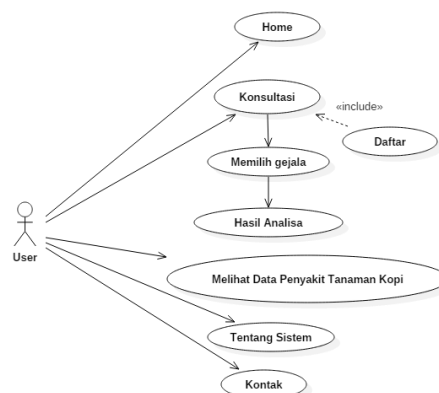 Home
Konsultasi
«include»
Daftar
Memilih gejala
Hasil Analisa
User
Melihat Data Penyakit Tanaman Kopi
Tentang Sistem
Kontak